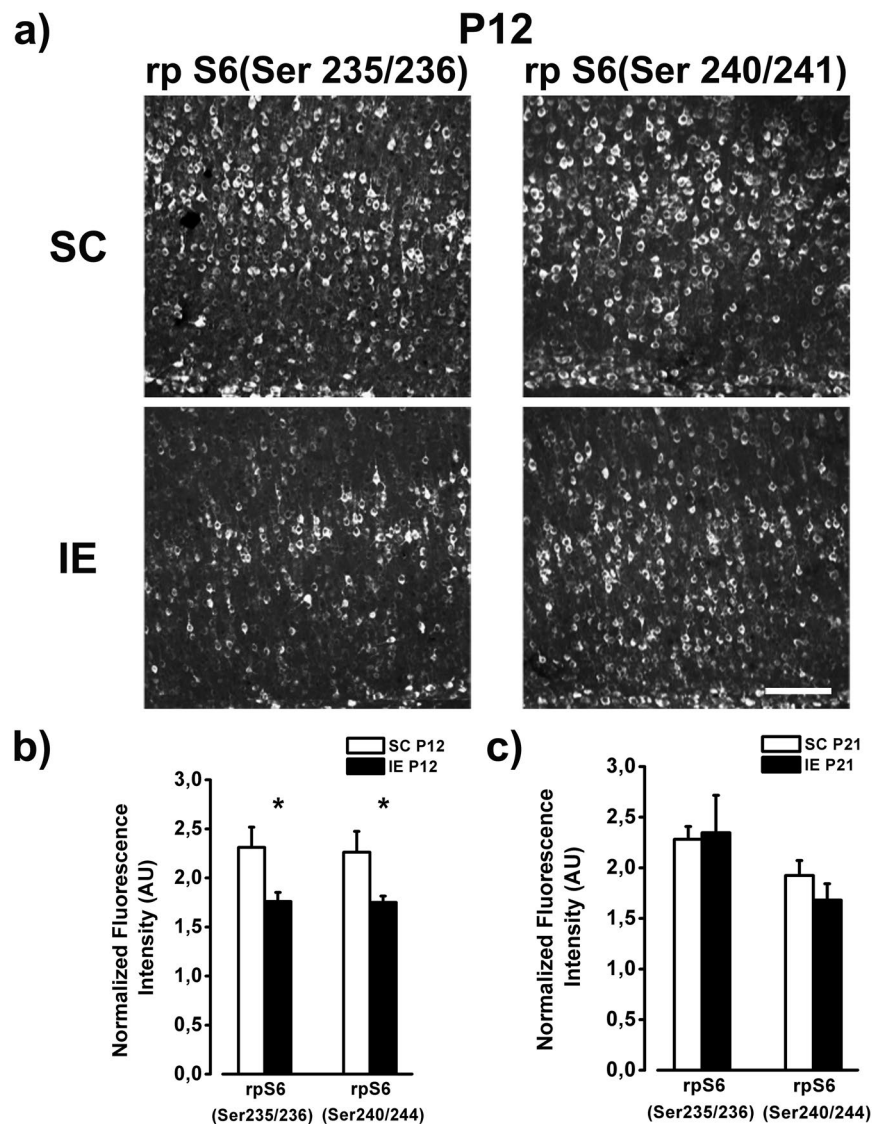 a)
P12
rp S6(Ser 235/236)
rp S6(Ser 240/241)
SC
IE
b)
SC P12
IE P12
3,0
2,5
2,0
1,5
1,0
0,5
0,0
Normalized Fluorescence
Intensity (AU)
*
*
rpS6
(Ser235/236)
rpS6
(Ser240/244)
c)
SC P21
IE P21
3,0
2,5
2,0
1,5
1,0
0,5
0,0
Normalized Fluorescence
Intensity (AU)
rpS6
(Ser235/236)
rpS6
(Ser240/244)